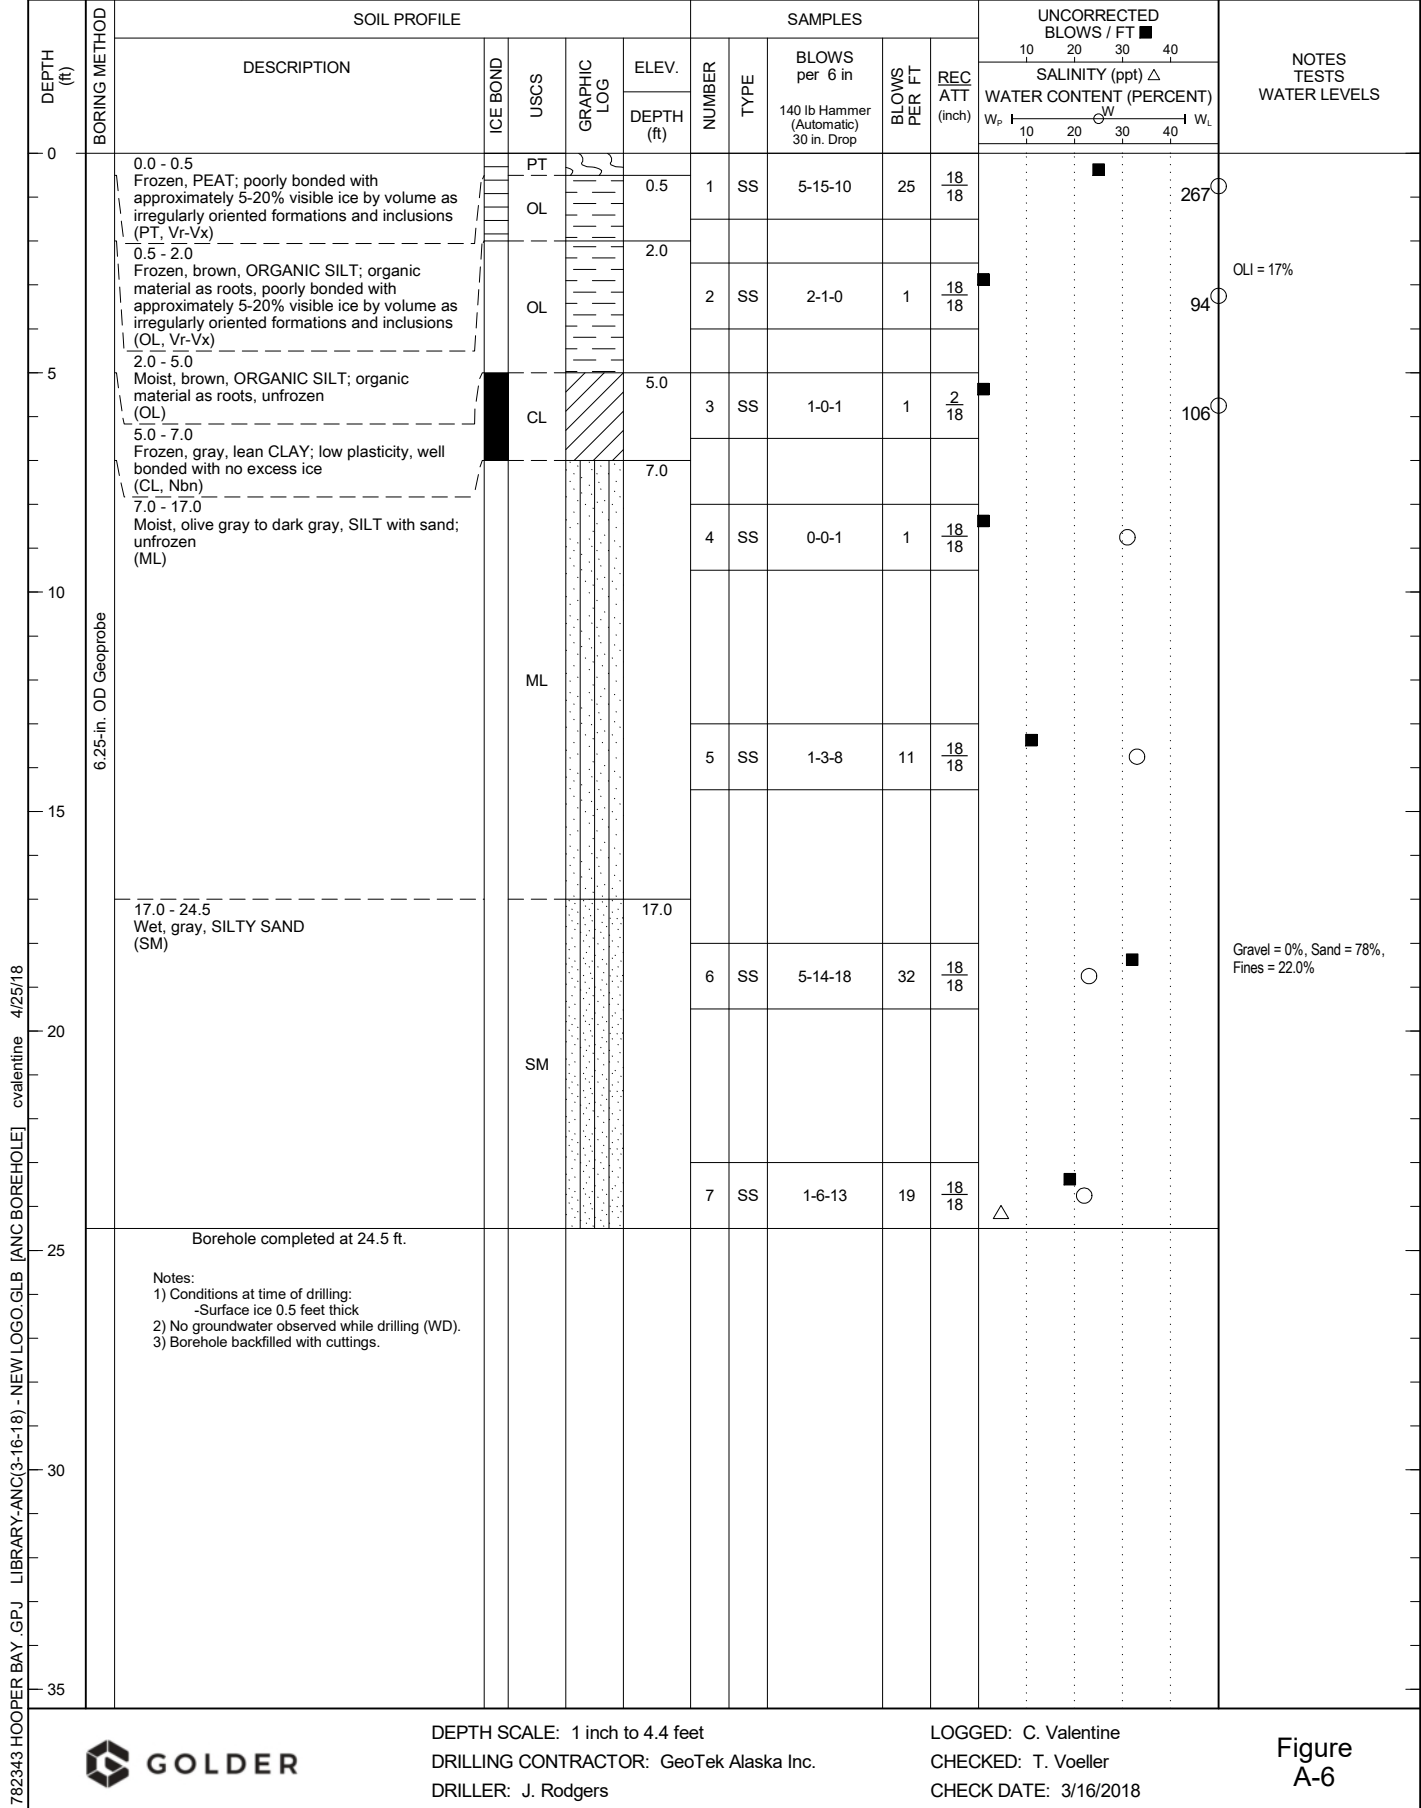 DEPTH (ft)
BORING METHOD
SOIL PROFILE
DESCRIPTION
ICE BOND
USCS
GRAPHIC LOG
ELEV.
DEPTH (ft)
SAMPLES
NUMBER
TYPE
BLOWS per 6 in
140 lb Hammer
(Automatic)
30 in. Drop
BLOWS PER FT
REC
ATT
(inch)
UNCORRECTED
BLOWS / FT ■
10 20 30 40
SALINITY (ppt) △
WATER CONTENT (PERCENT)
WP W WL
10 20 30 40
NOTES
TESTS
WATER LEVELS
0
5
10
15
20
25
30
35
6.25-in. OD Geoprobe
0.0 - 0.5
Frozen, PEAT; poorly bonded with
approximately 5-20% visible ice by volume as
irregularly oriented formations and inclusions
(PT, Vr-Vx)
0.5 - 2.0
Frozen, brown, ORGANIC SILT; organic
material as roots, poorly bonded with
approximately 5-20% visible ice by volume as
irregularly oriented formations and inclusions
(OL, Vr-Vx)
2.0 - 5.0
Moist, brown, ORGANIC SILT; organic
material as roots, unfrozen
(OL)
5.0 - 7.0
Frozen, gray, lean CLAY; low plasticity, well
bonded with no excess ice
(CL, Nbn)
7.0 - 17.0
Moist, olive gray to dark gray, SILT with sand;
unfrozen
(ML)
17.0 - 24.5
Wet, gray, SILTY SAND
(SM)
PT
OL
OL
CL
ML
SM
0.5
2.0
5.0
7.0
17.0
1 SS 5-15-10 25 18/18
2 SS 2-1-0 1 18/18
3 SS 1-0-1 1 2/18
4 SS 0-0-1 1 18/18
5 SS 1-3-8 11 18/18
6 SS 5-14-18 32 18/18
7 SS 1-6-13 19 18/18
267
94
106
OLI = 17%
Gravel = 0%, Sand = 78%,
Fines = 22.0%
Borehole completed at 24.5 ft.
Notes:
1) Conditions at time of drilling:
-Surface ice 0.5 feet thick
2) No groundwater observed while drilling (WD).
3) Borehole backfilled with cuttings.
782343 HOOPER BAY .GPJ LIBRARY-ANC(3-16-18) - NEW LOGO.GLB [ANC BOREHOLE] cvalentine 4/25/18
GOLDER
DEPTH SCALE: 1 inch to 4.4 feet
DRILLING CONTRACTOR: GeoTek Alaska Inc.
DRILLER: J. Rodgers
LOGGED: C. Valentine
CHECKED: T. Voeller
CHECK DATE: 3/16/2018
Figure
A-6